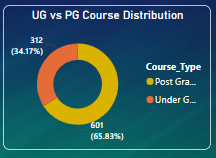 UG vs PG Course Distribution
312
(34.17%)
Course_Type
Post Gra...
Under G...
601
(65.83%)